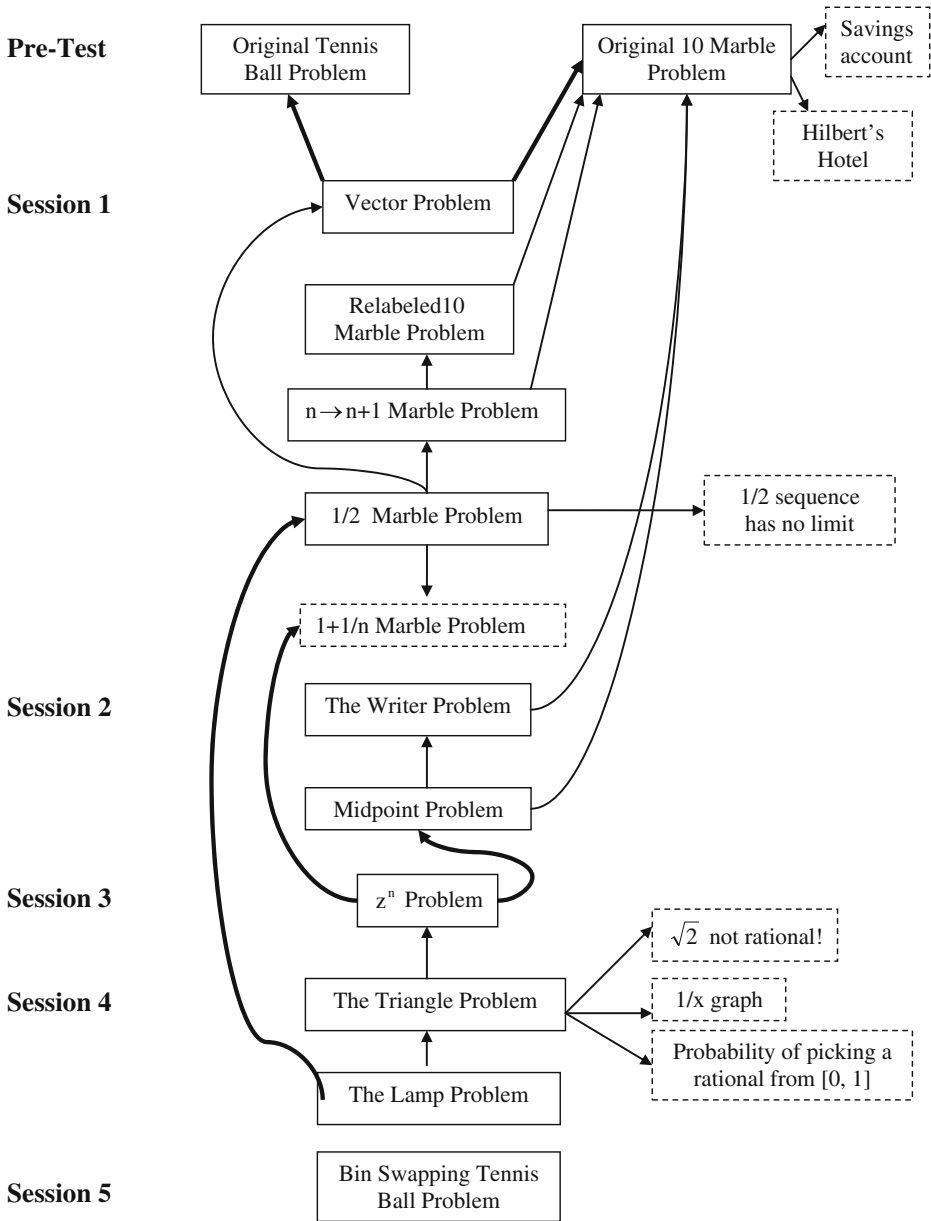 Pre-Test
Original Tennis
Ball Problem
Original 10 Marble
Problem
Savings
account
Hilbert's
Hotel
Session 1
Vector Problem
Relabeled10
Marble Problem
n→n+1 Marble Problem
1/2 Marble Problem
1/2 sequence
has no limit
1+1/n Marble Problem
Session 2
The Writer Problem
Midpoint Problem
Session 3
zⁿ Problem
√2 not rational!
Session 4
The Triangle Problem
1/x graph
Probability of picking a
rational from [0, 1]
The Lamp Problem
Session 5
Bin Swapping Tennis
Ball Problem